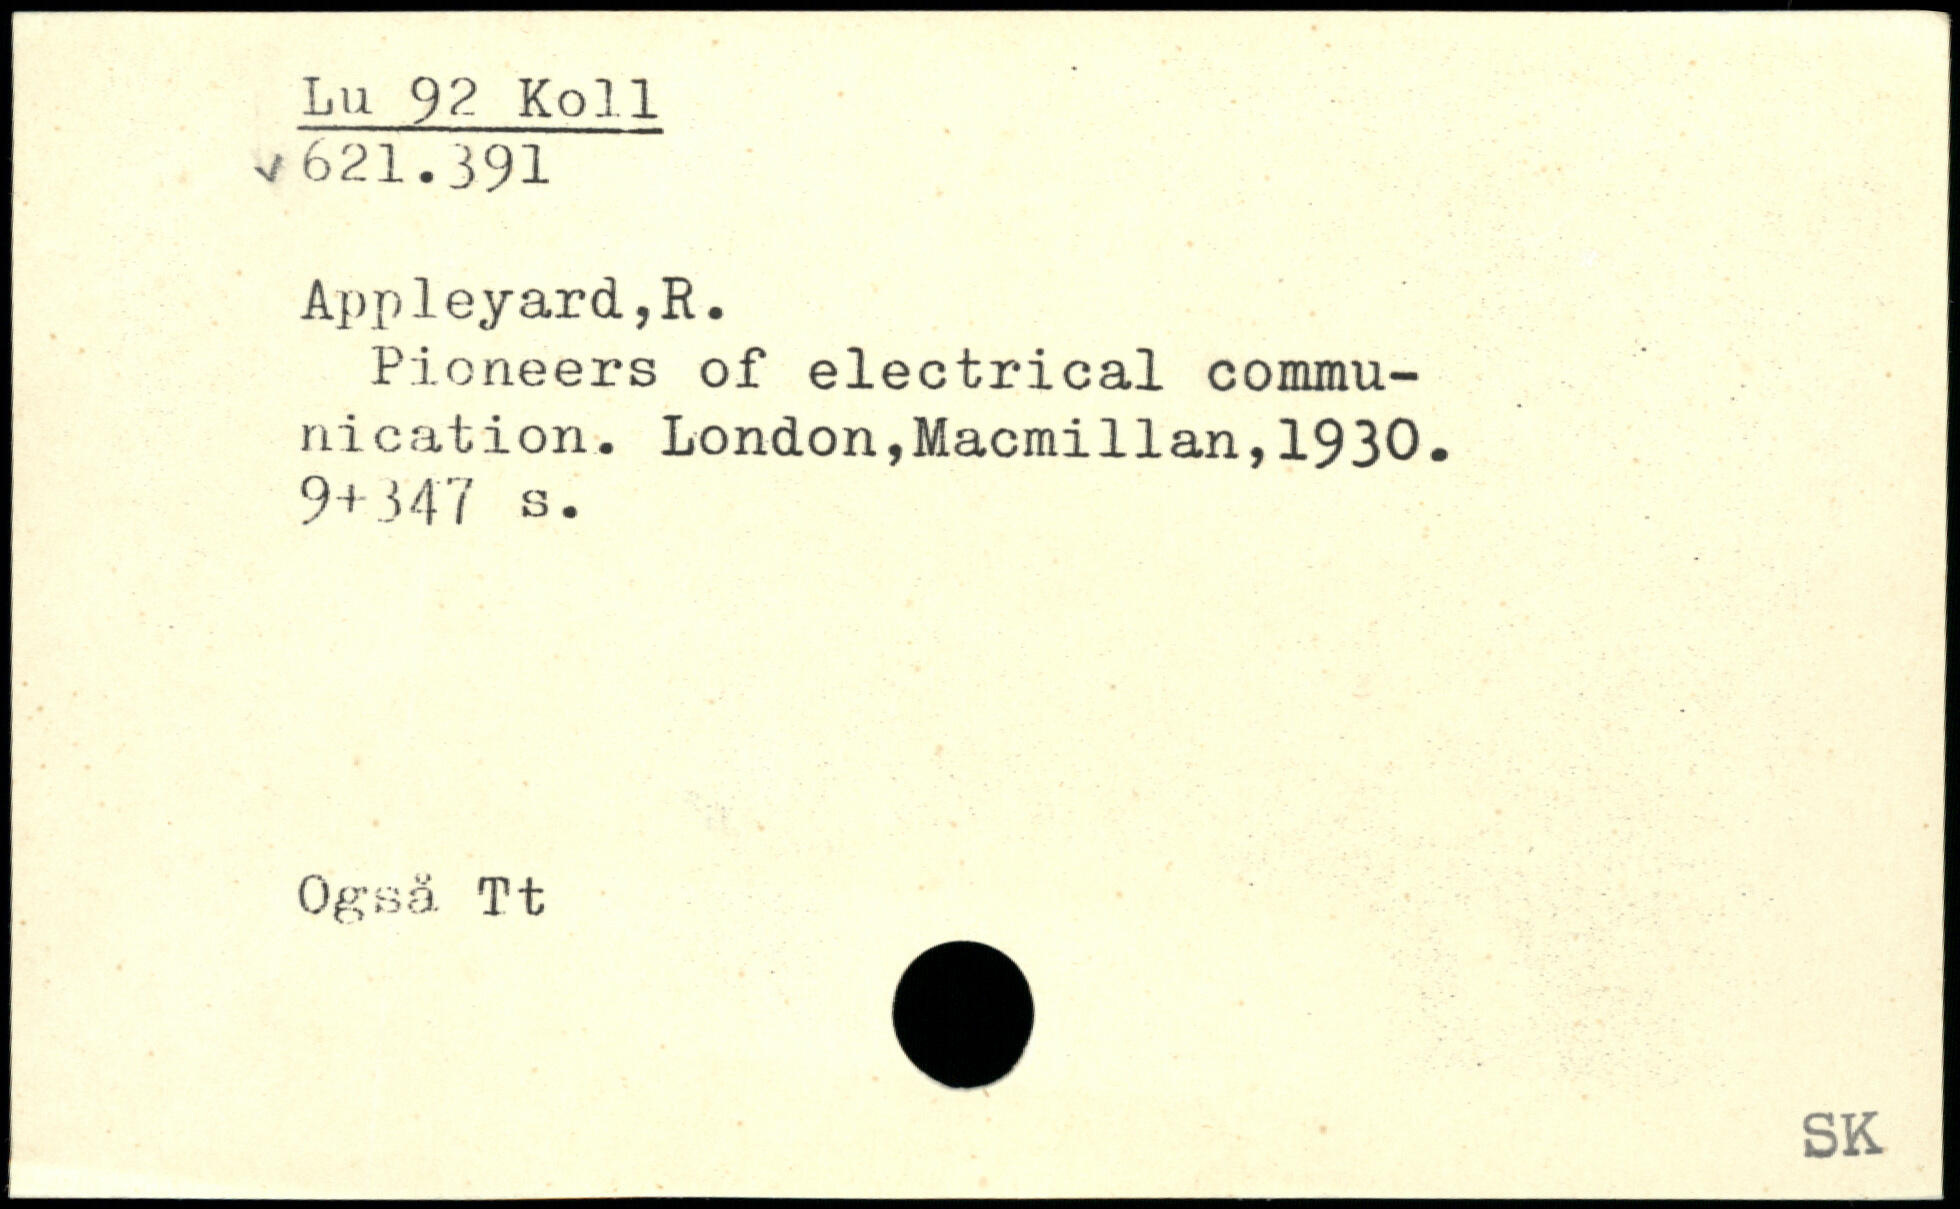 Lu 92 Koll
621.391
Appleyard,R.
Pioneers of electrical commu-
nication. London,Macmillan,1930.
9+347 s.
Også Tt
SK